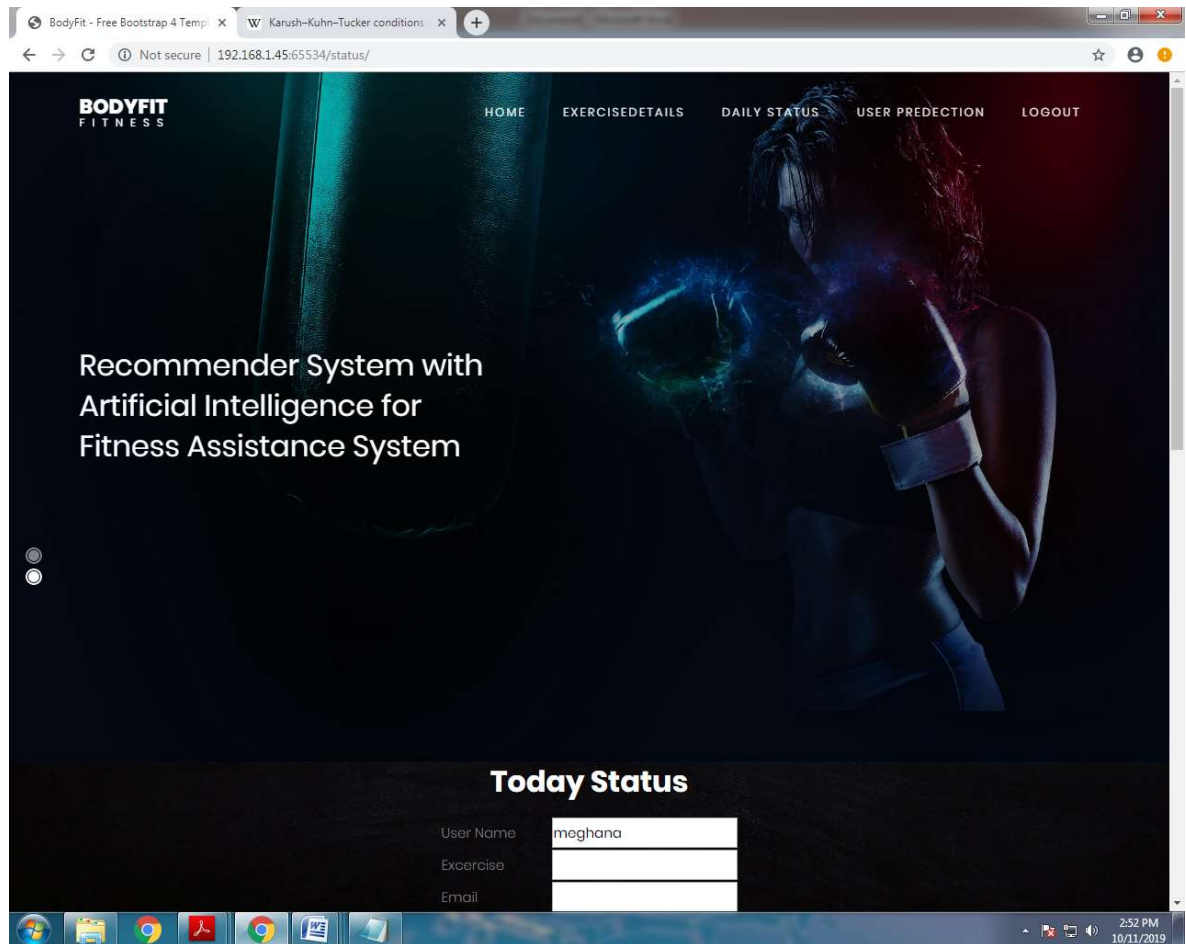 BodyFit - Free Bootstrap 4 Templ
Karush–Kuhn–Tucker conditions
Not secure | 192.168.1.45:65534/status/
BODYFIT
FITNESS
HOME
EXERCISEDETAILS
DAILY STATUS
USER PREDECTION
LOGOUT
Recommender System with
Artificial Intelligence for
Fitness Assistance System
Today Status
User Name
meghana
Excercise
Email
2:52 PM
10/11/2019